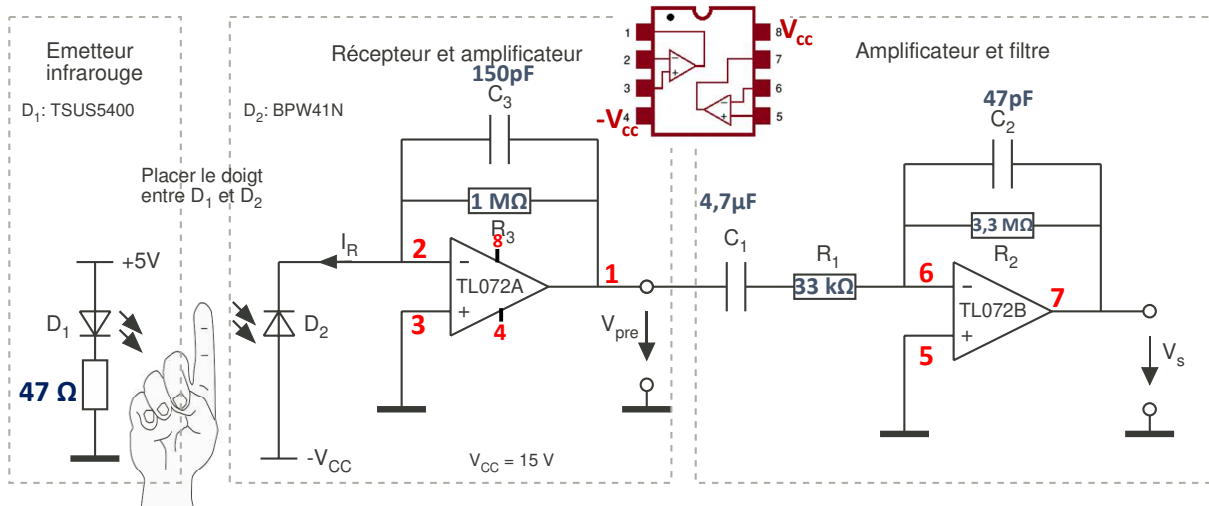 Emetteur
infrarouge
D1: TSUS5400
+5V
D1
47 Ω
Placer le doigt
entre D1 et D2
Récepteur et amplificateur
D2: BPW41N
150pF
C3
1 MΩ
R3
IR
2
8
TL072A
1
3
4
D2
Vpre
-VCC
VCC = 15 V
1
2
3
4
-Vcc
8
Vcc
7
6
5
Amplificateur et filtre
47pF
C2
3,3 MΩ
R2
4,7µF
C1
R1
33 kΩ
6
TL072B
7
5
Vs